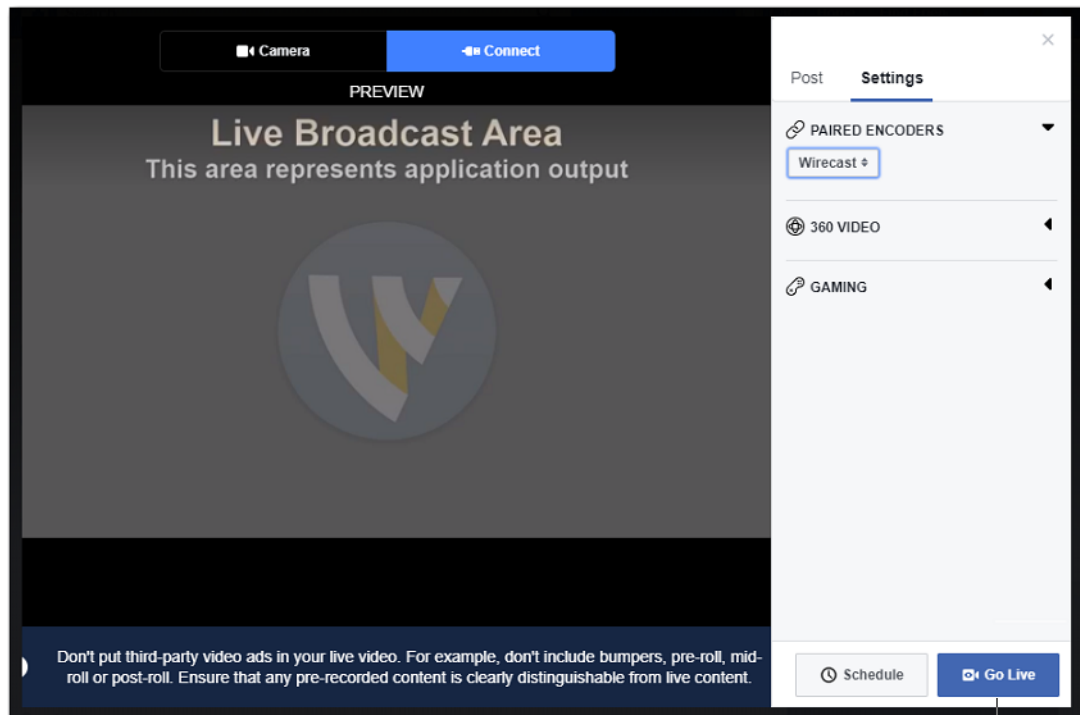 Camera
Connect
PREVIEW
Live Broadcast Area
This area represents application output
Don't put third-party video ads in your live video. For example, don't include bumpers, pre-roll, mid-
roll or post-roll. Ensure that any pre-recorded content is clearly distinguishable from live content.
Post
Settings
PAIRED ENCODERS
Wirecast
360 VIDEO
GAMING
Schedule
Go Live